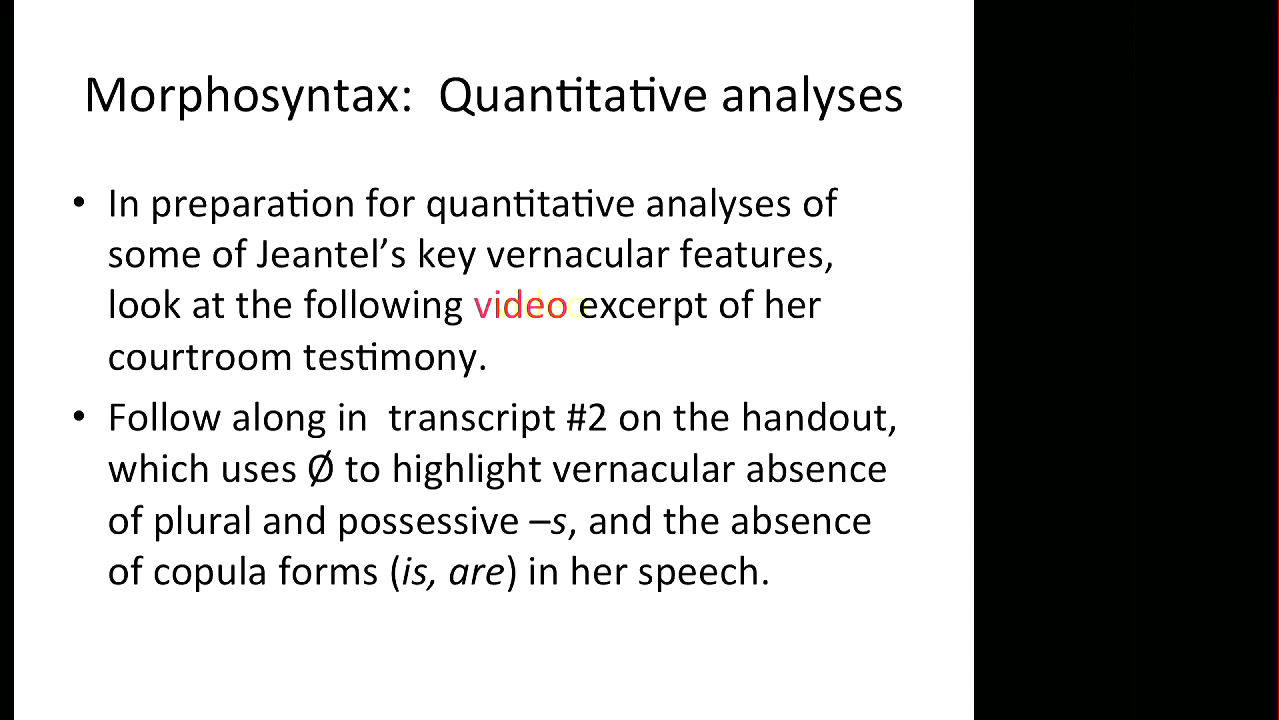 Morphosyntax:  Quantitative analyses
• In preparation for quantitative analyses of
some of Jeantel’s key vernacular features,
look at the following video excerpt of her
courtroom testimony.
• Follow along in  transcript #2 on the handout,
which uses Ø to highlight vernacular absence
of plural and possessive –s, and the absence
of copula forms (is, are) in her speech.